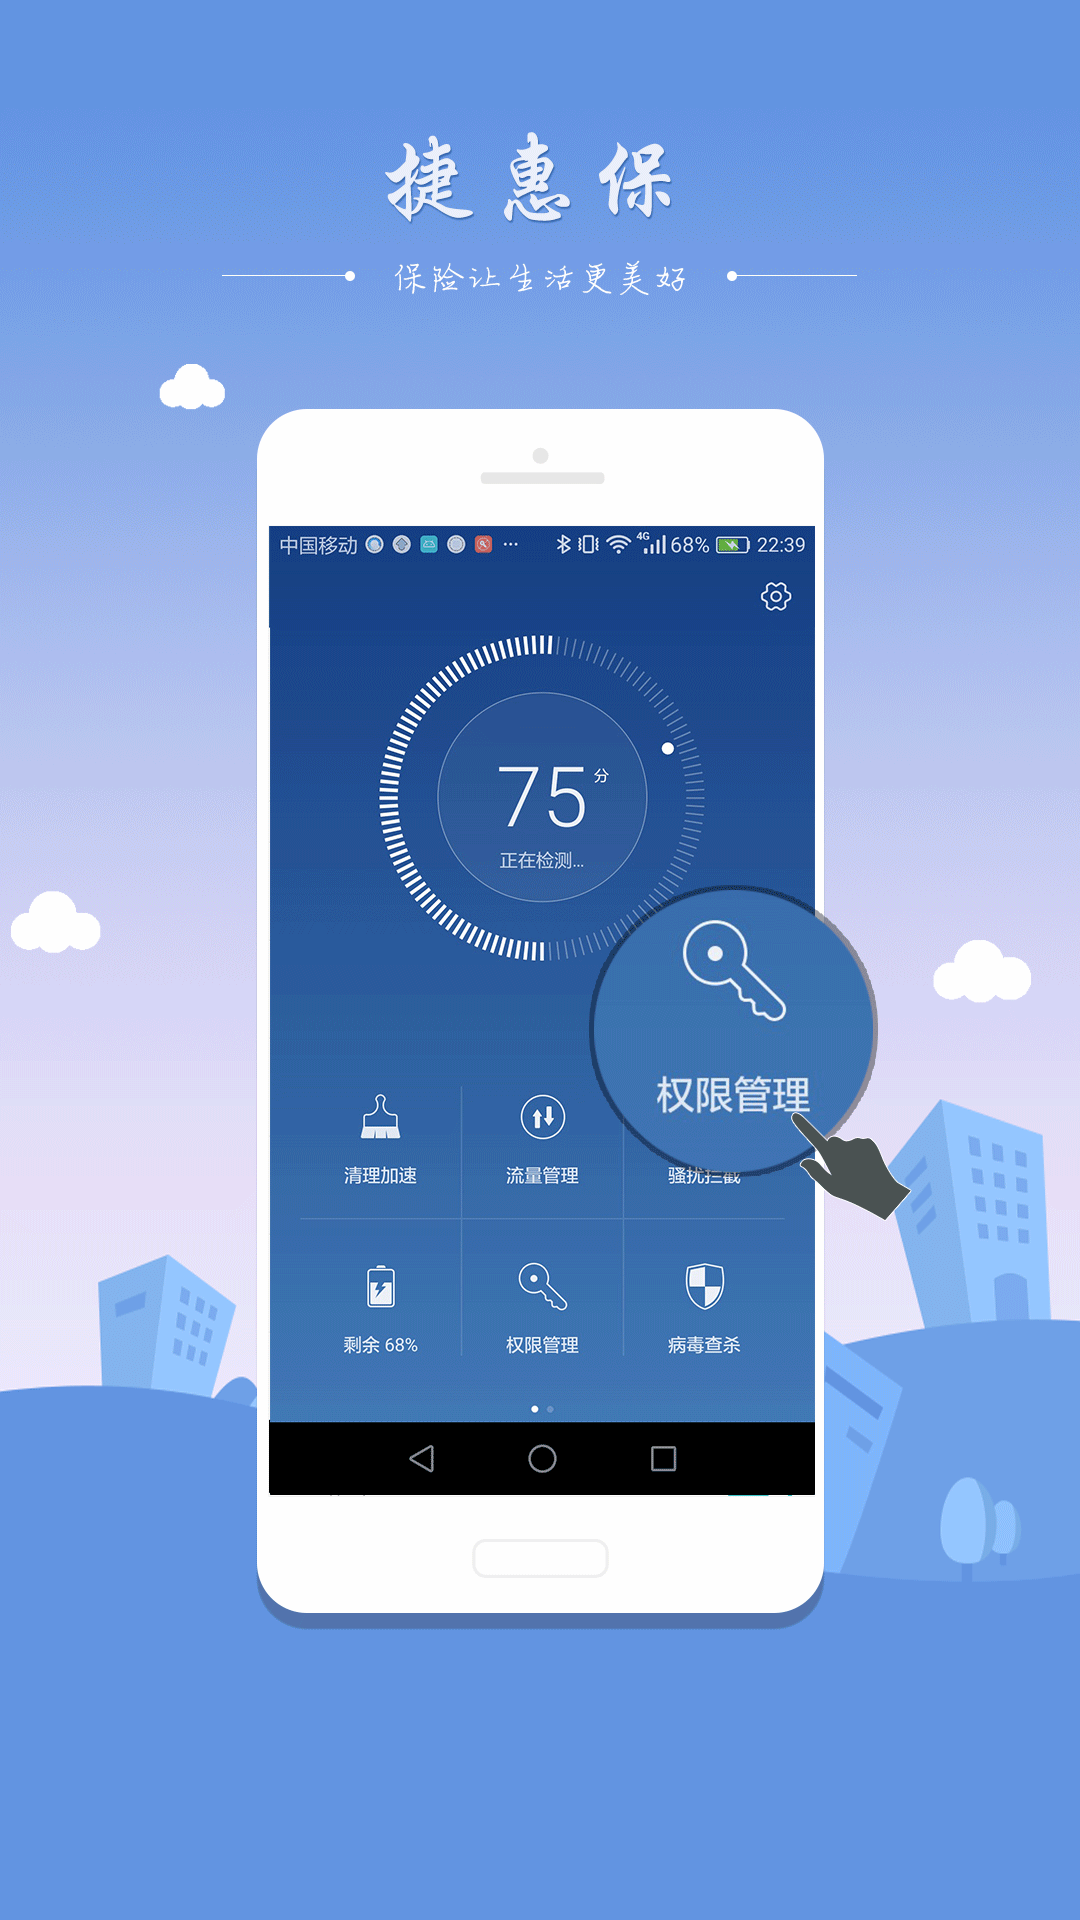 捷惠保
保险让生活更美好
中国移动 ... 4G 68% 22:39
75分
正在检测...
权限管理
清理加速 流量管理 骚扰拦截
剩余 68% 权限管理 病毒查杀